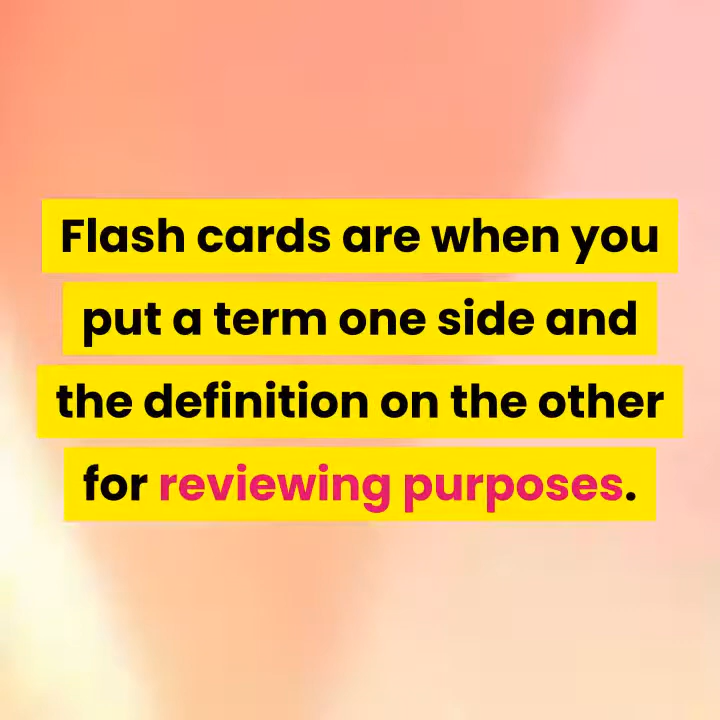 Flash cards are when you
put a term one side and
the definition on the other
for reviewing purposes.